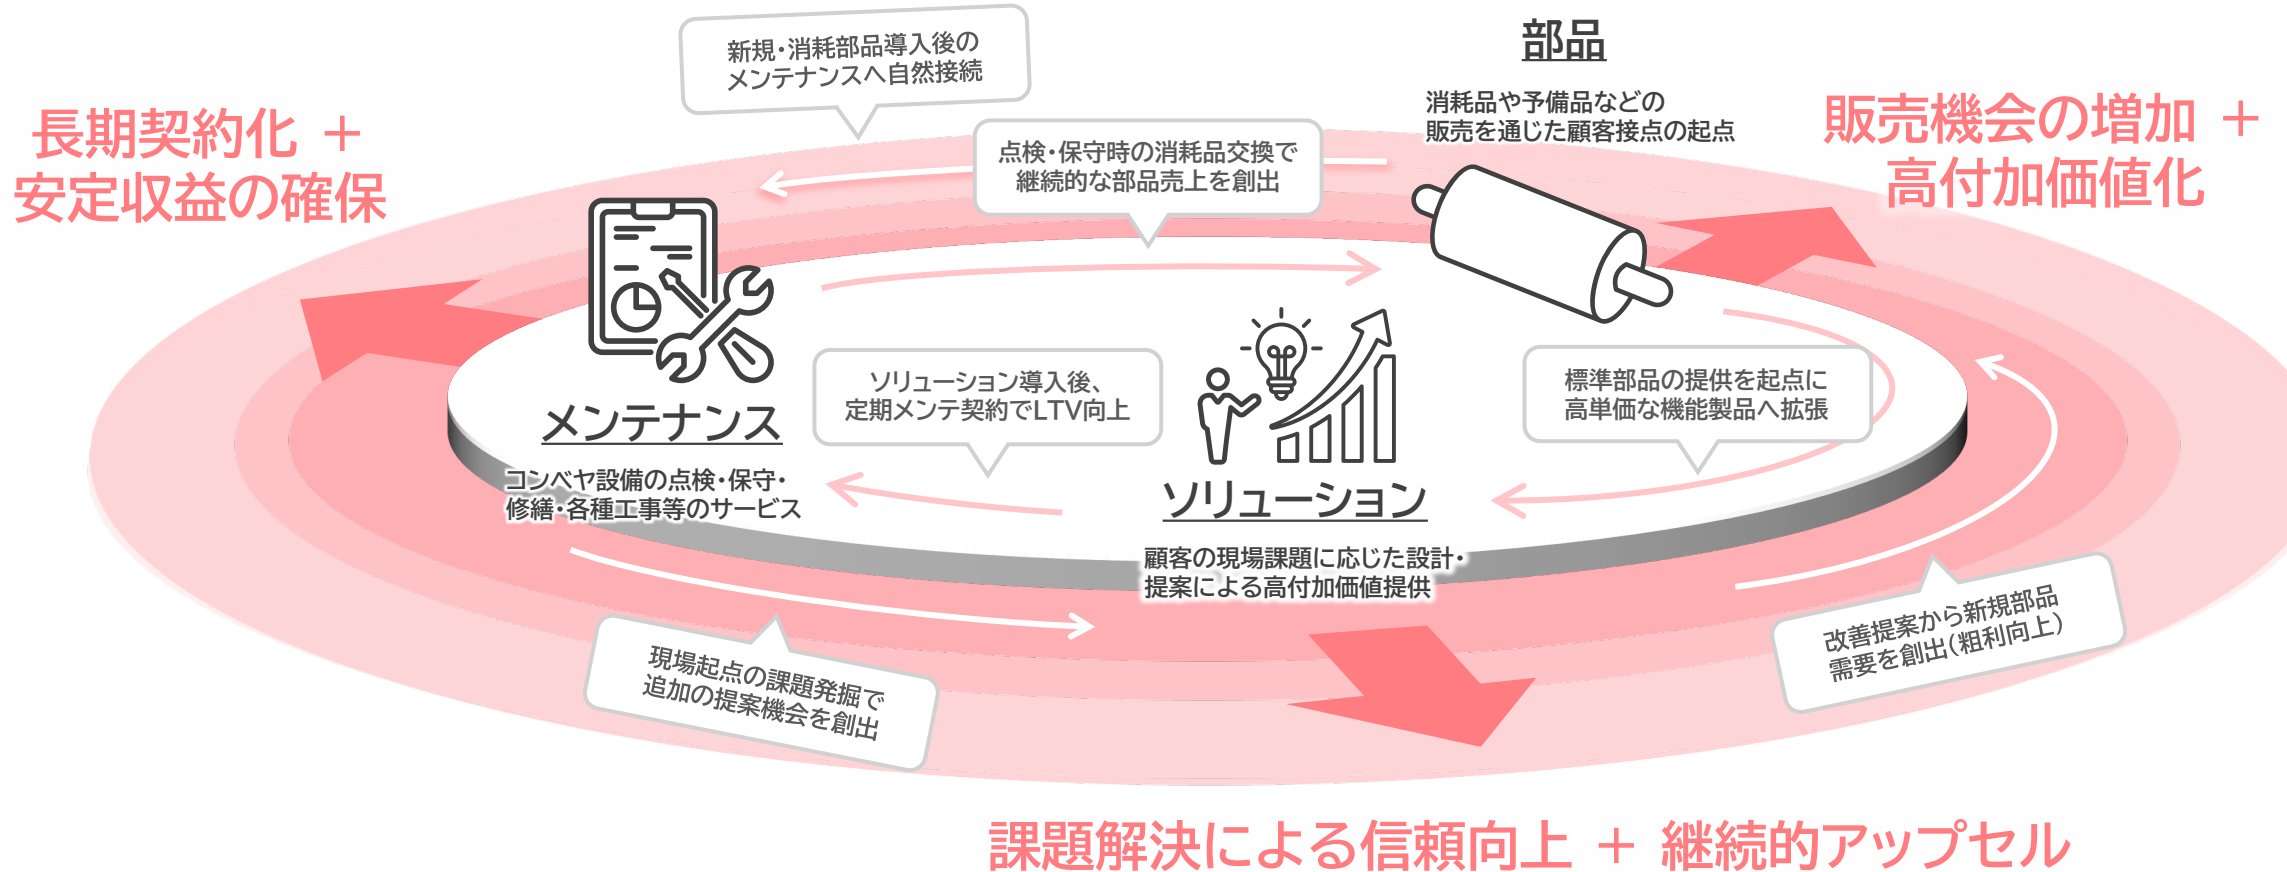 新規・消耗部品導入後の
メンテナンスへ自然接続
部品
消耗品や予備品などの
販売を通じた顧客接点の起点
長期契約化 ＋
安定収益の確保
販売機会の増加 ＋
高付加価値化
点検・保守時の消耗品交換で
継続的な部品売上を創出
ソリューション導入後、
定期メンテ契約でLTV向上
標準部品の提供を起点に
高単価な機能製品へ拡張
メンテナンス
コンベヤ設備の点検・保守・
修繕・各種工事等のサービス
ソリューション
顧客の現場課題に応じた設計・
提案による高付加価値提供
現場起点の課題発掘で
追加の提案機会を創出
改善提案から新規部品
需要を創出（粗利向上）
課題解決による信頼向上 ＋ 継続的アップセル